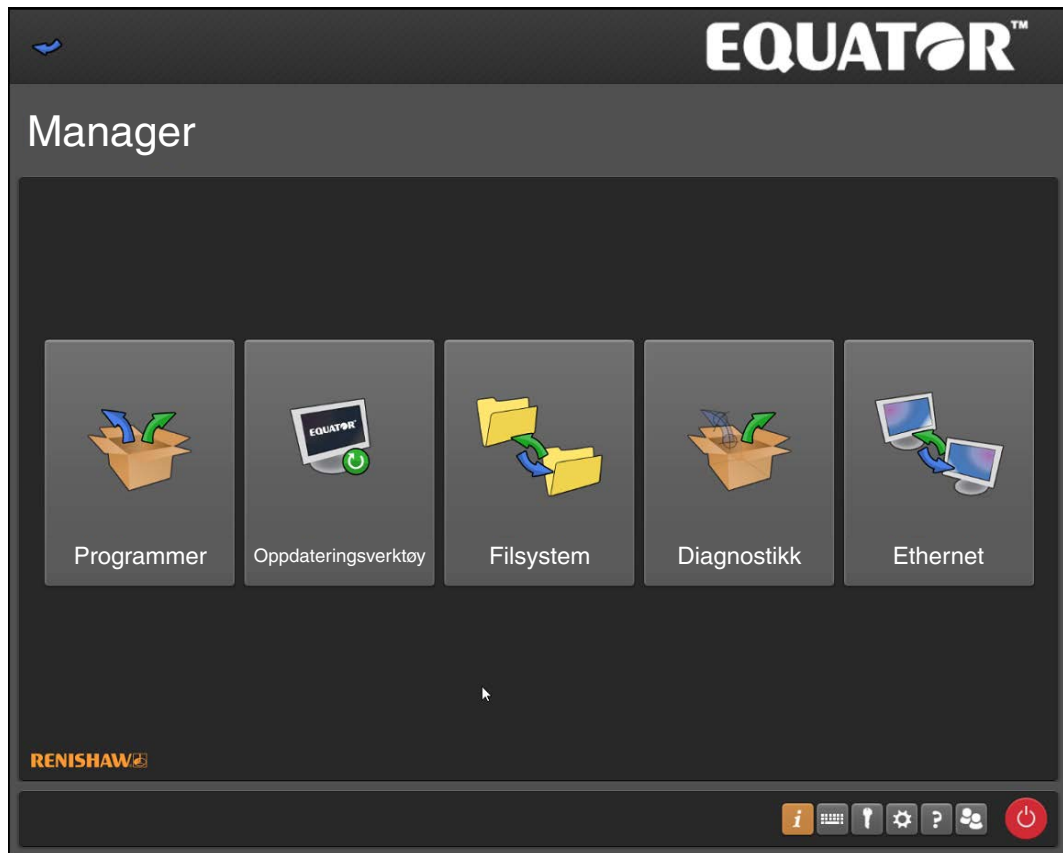 EQUATOR™
Manager
EQUATOR
Programmer
Oppdateringsverktøy
Filsystem
Diagnostikk
Ethernet
RENISHAW